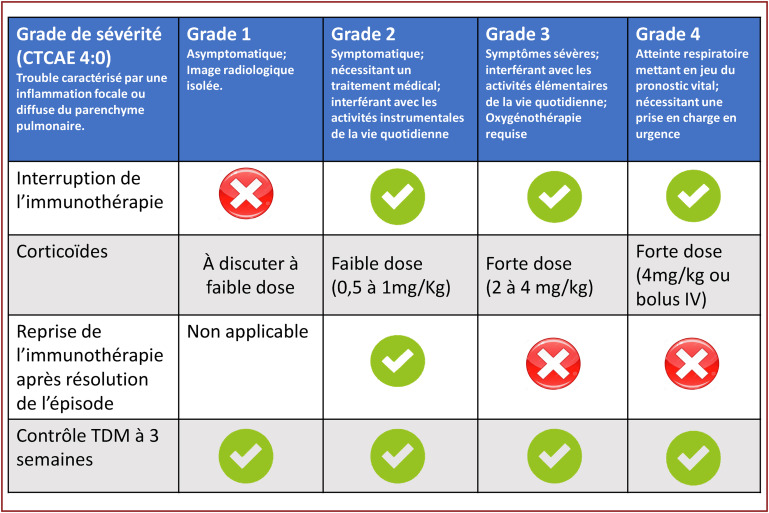 Grade de sévérité
(CTCAE 4:0)
Trouble caractérisé par une
inflammation focale ou
diffuse du parenchyme
pulmonaire.
Grade 1
Asymptomatique;
Image radiologique
isolée.
Grade 2
Symptomatique;
nécessitant un
traitement médical;
interférant avec les
activités instrumentales
de la vie quotidienne
Grade 3
Symptômes sévères;
interférant avec les
activités élémentaires
de la vie quotidienne;
Oxygénothérapie
requise
Grade 4
Atteinte respiratoire
mettant en jeu du
pronostic vital;
nécessitant une
prise en charge en
urgence
Interruption de
l’immunothérapie
Corticoïdes
À discuter à
faible dose
Faible dose
(0,5 à 1mg/Kg)
Forte dose
(2 à 4 mg/kg)
Forte dose
(4mg/kg ou
bolus IV)
Reprise de
l’immunothérapie
après résolution
de l’épisode
Non applicable
Contrôle TDM à 3
semaines